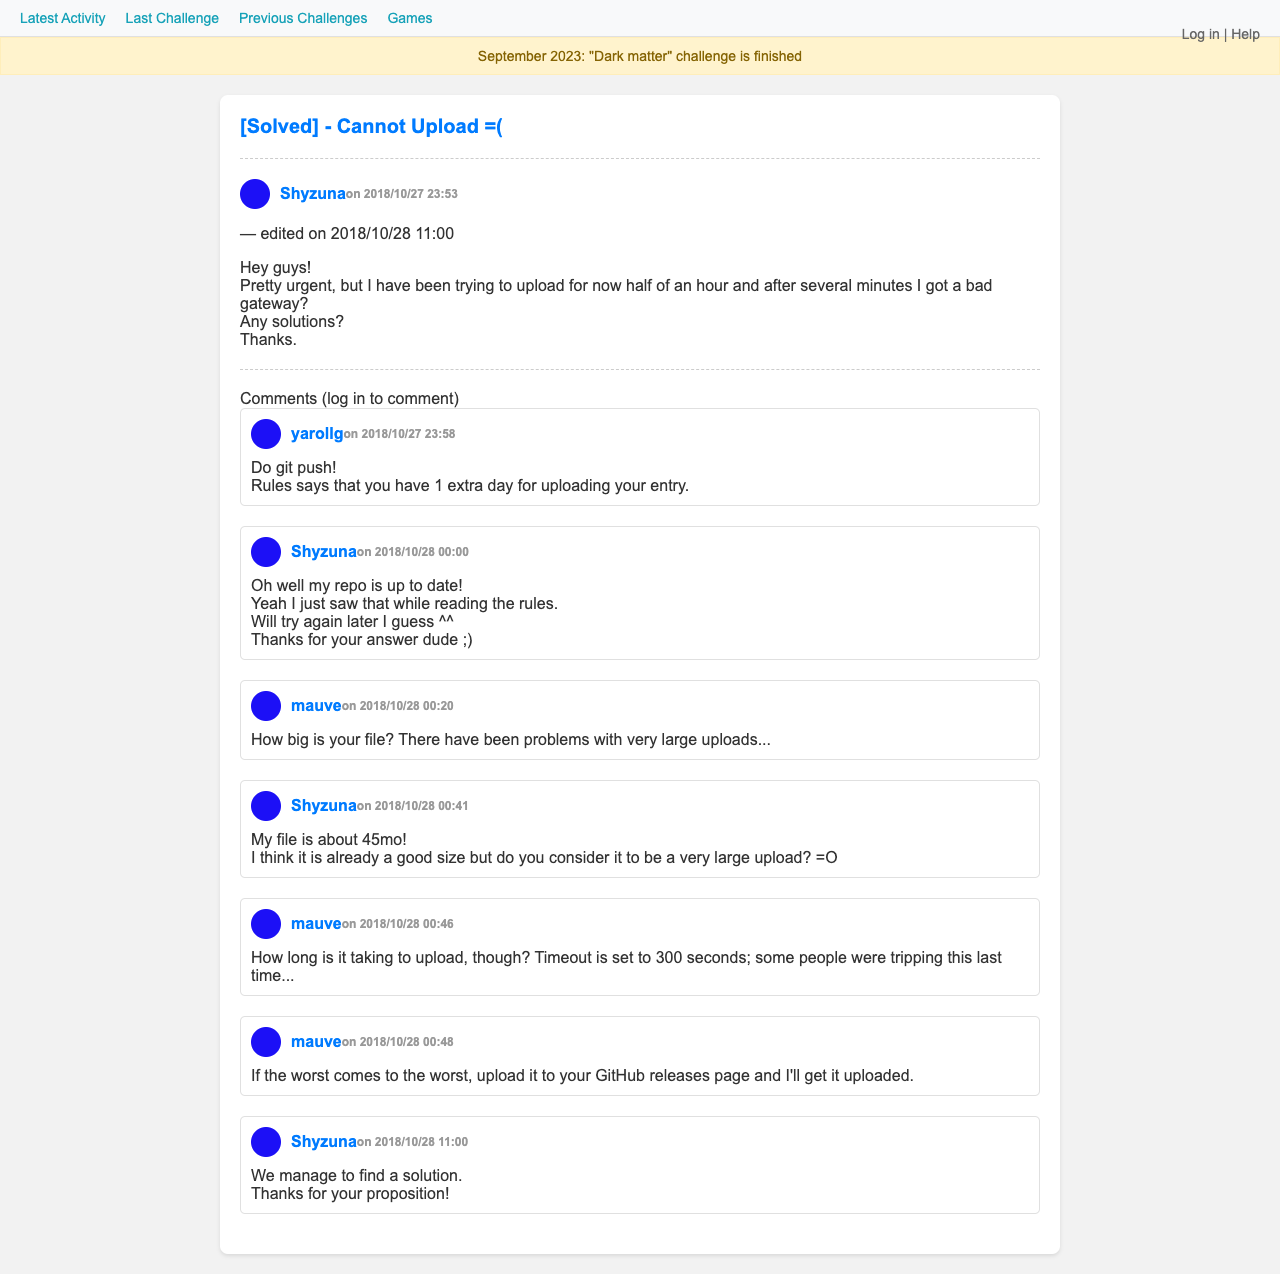 Latest Activity Last Challenge Previous Challenges Games
Log in | Help
September 2023: "Dark matter" challenge is finished
[Solved] - Cannot Upload =(
Shyzuna on 2018/10/27 23:53
— edited on 2018/10/28 11:00
Hey guys!
Pretty urgent, but I have been trying to upload for now half of an hour and after several minutes I got a bad
gateway?
Any solutions?
Thanks.
Comments (log in to comment)
yarollg on 2018/10/27 23:58
Do git push!
Rules says that you have 1 extra day for uploading your entry.
Shyzuna on 2018/10/28 00:00
Oh well my repo is up to date!
Yeah I just saw that while reading the rules.
Will try again later I guess ^^
Thanks for your answer dude ;)
mauve on 2018/10/28 00:20
How big is your file? There have been problems with very large uploads...
Shyzuna on 2018/10/28 00:41
My file is about 45mo!
I think it is already a good size but do you consider it to be a very large upload? =O
mauve on 2018/10/28 00:46
How long is it taking to upload, though? Timeout is set to 300 seconds; some people were tripping this last
time...
mauve on 2018/10/28 00:48
If the worst comes to the worst, upload it to your GitHub releases page and I'll get it uploaded.
Shyzuna on 2018/10/28 11:00
We manage to find a solution.
Thanks for your proposition!